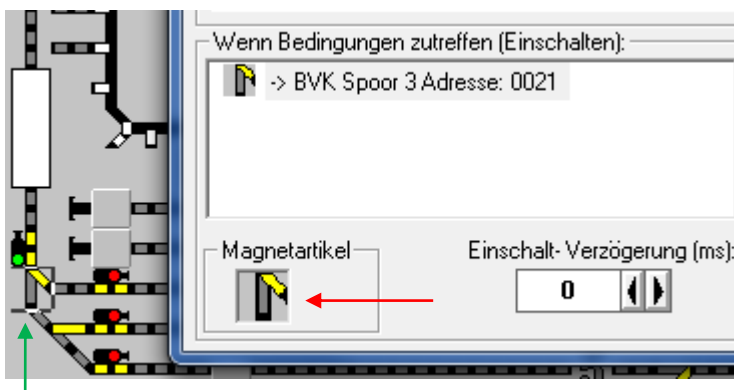 Wenn Bedingungen zutreffen (Einschalten):
-> BVK Spoor 3 Adresse: 0021
Magnetartikel
Einschalt- Verzögerung (ms):
0